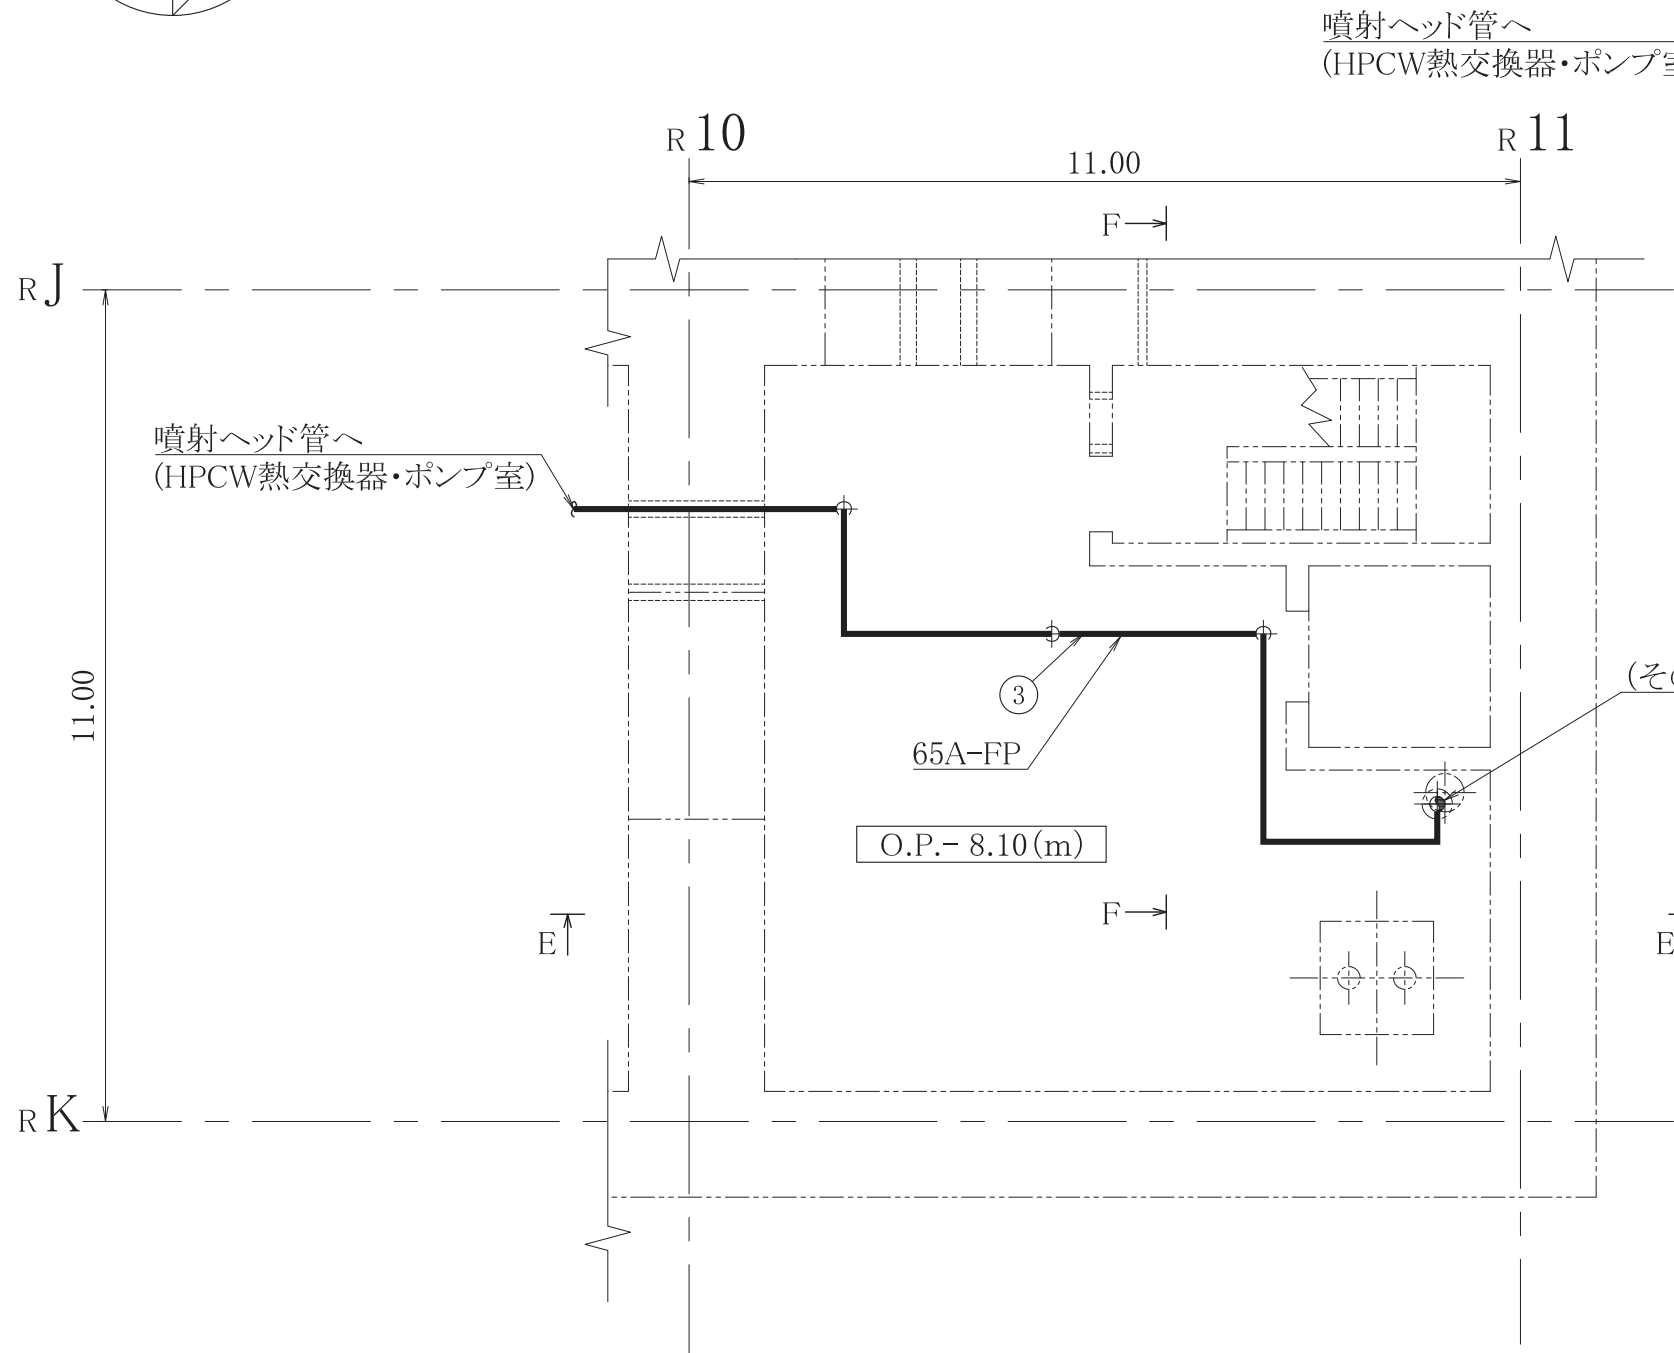 噴射ヘッド管へ
(HPCW熱交換器・ポンプ室
R10
R11
11.00
F
RJ
噴射ヘッド管へ
(HPCW熱交換器・ポンプ室)
11.00
(その
3
65A-FP
O.P.- 8.10(m)
F
E
E
RK